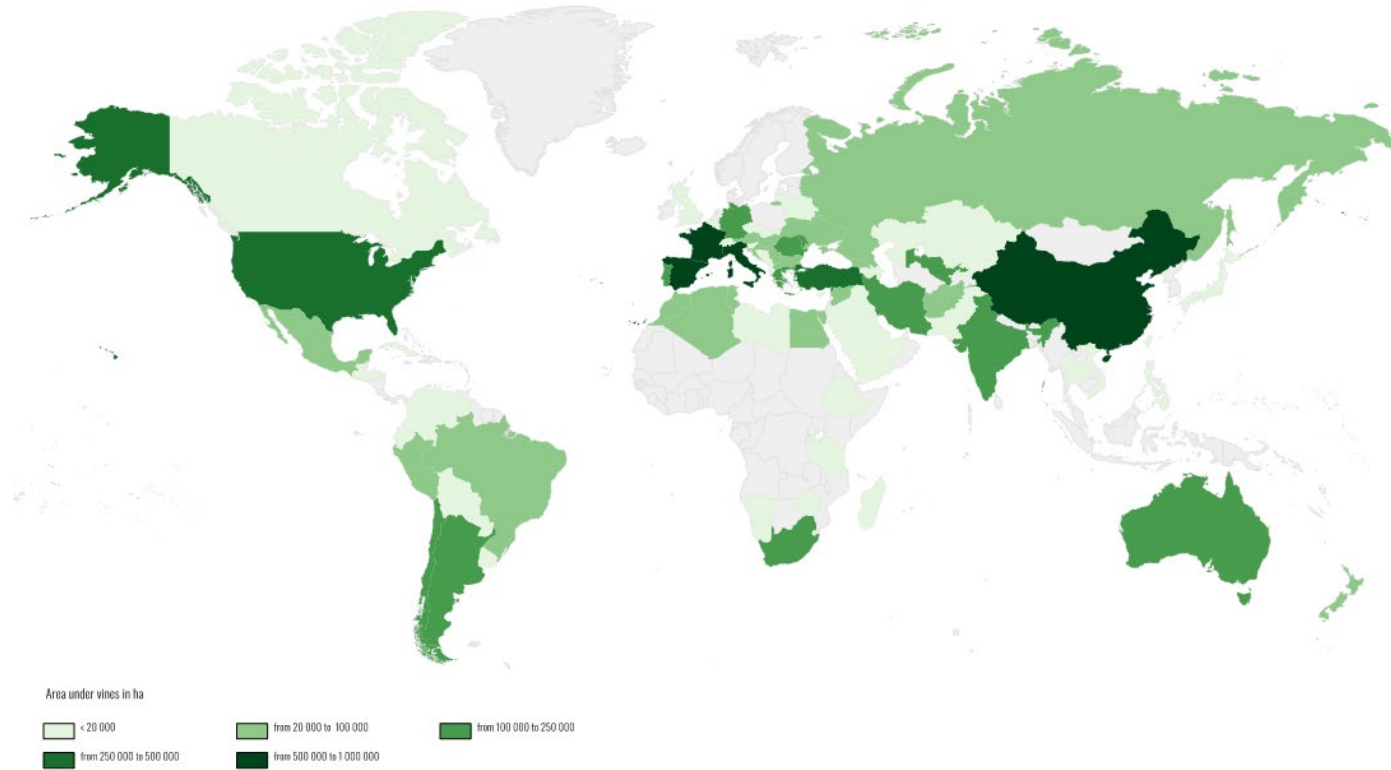 Area under vines in ha
< 20 000
from 20 000 to 100 000
from 100 000 to 250 000
from 250 000 to 500 000
from 500 000 to 1 000 000